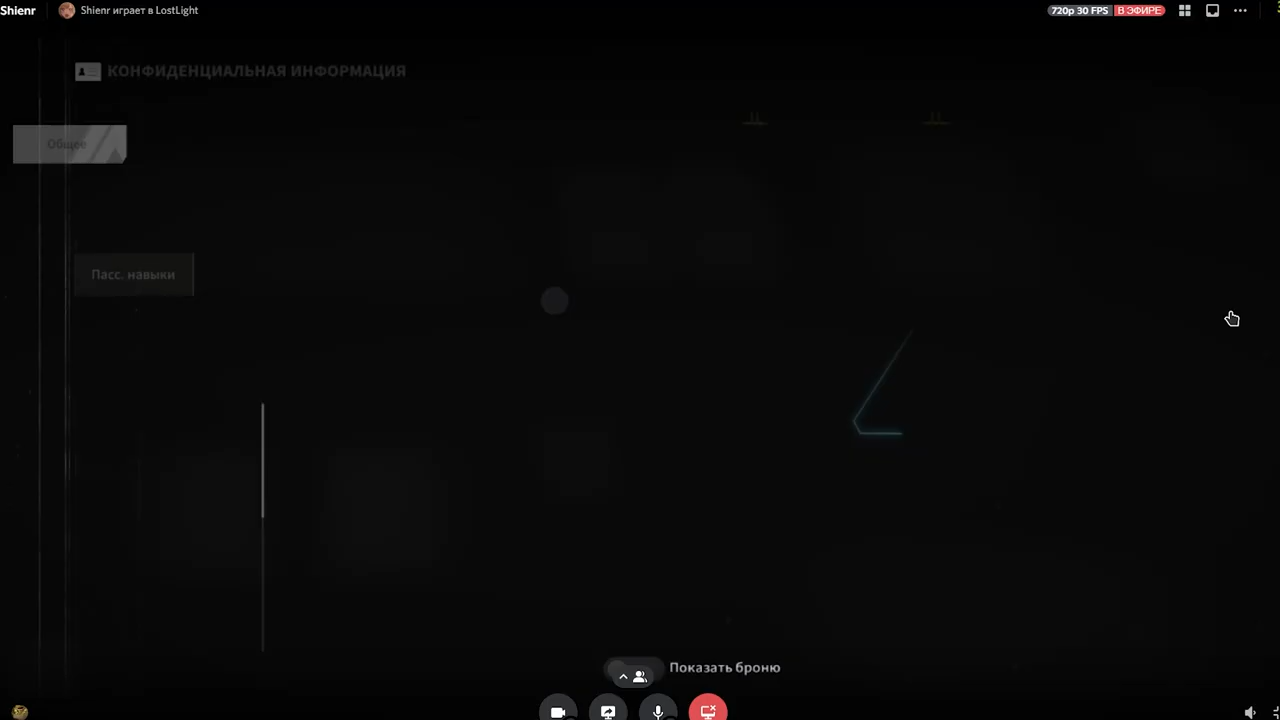 Shienr
Shienr играет в LostLight
720p 30 FPS
В ЭФИРЕ
КОНФИДЕНЦИАЛЬНАЯ ИНФОРМАЦИЯ
Общее
Пасс. навыки
Показать броню